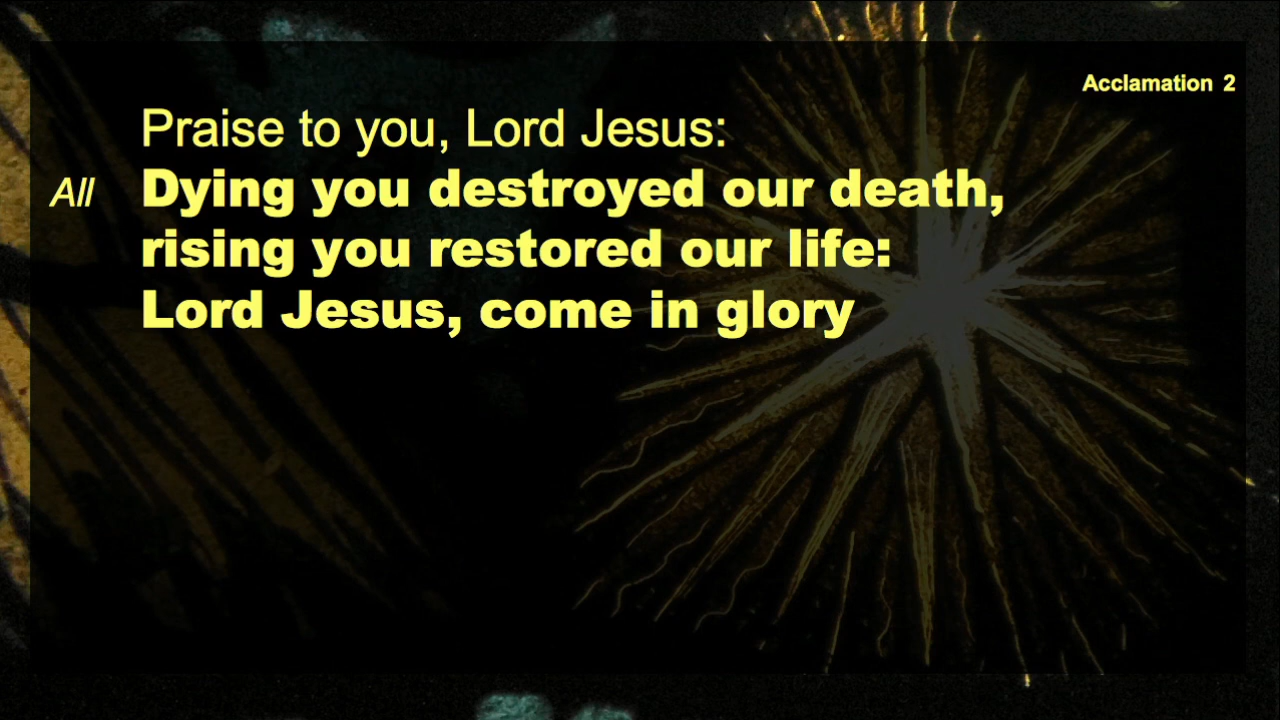 Acclamation 2
Praise to you, Lord Jesus:
All Dying you destroyed our death,
rising you restored our life:
Lord Jesus, come in glory